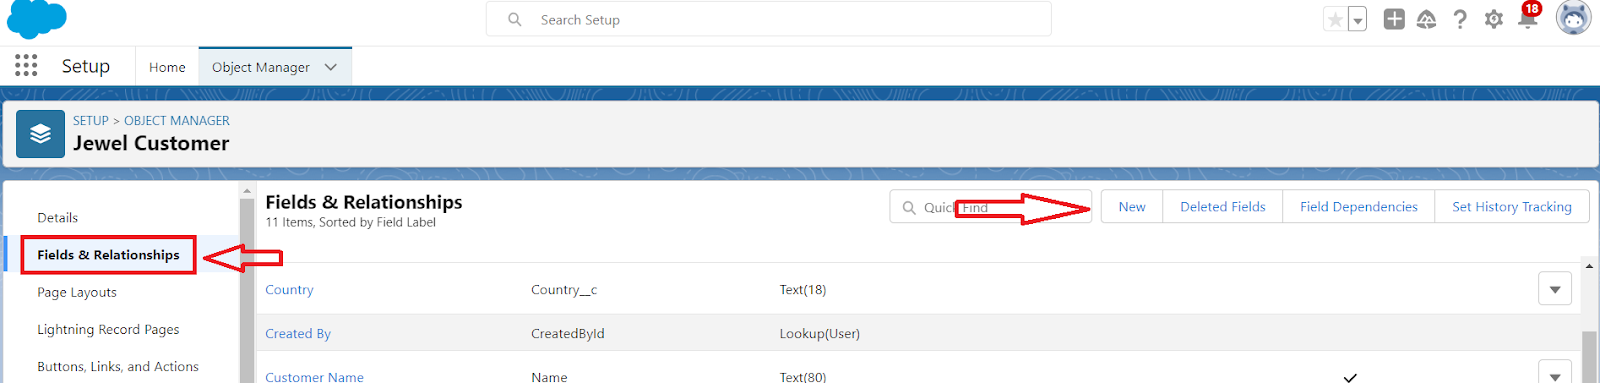 Search Setup
18
Setup Home Object Manager
SETUP > OBJECT MANAGER
Jewel Customer
Details
Fields & Relationships
Page Layouts
Lightning Record Pages
Buttons, Links, and Actions
Fields & Relationships
11 Items, Sorted by Field Label
Quick Find
New Deleted Fields Field Dependencies Set History Tracking
Country Country__c Text(18)
Created By CreatedById Lookup(User)
Customer Name Name Text(80)